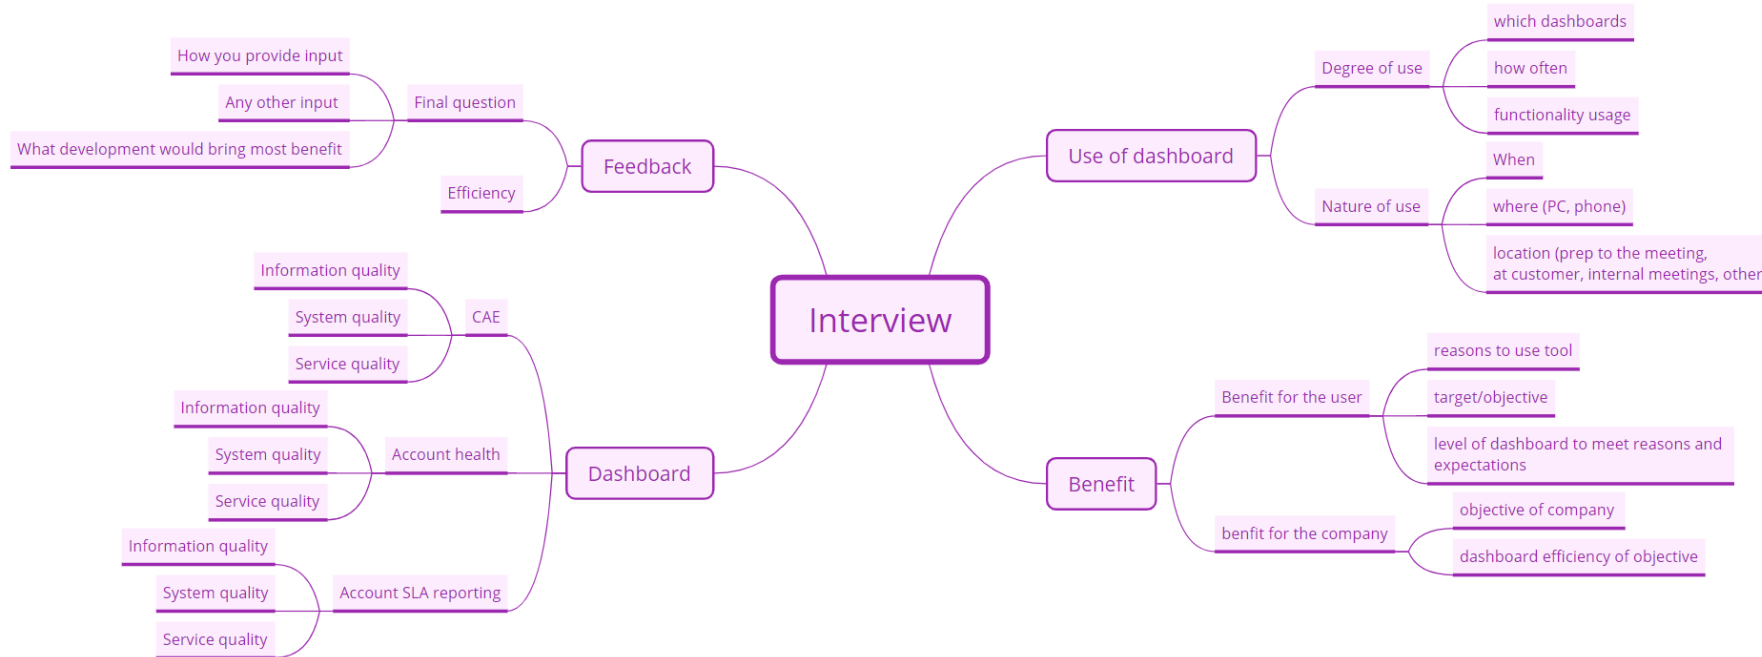 Interview
Use of dashboard
Degree of use
which dashboards
how often
functionality usage
Nature of use
When
where (PC, phone)
location (prep to the meeting,
at customer, internal meetings, other
Benefit
Benefit for the user
reasons to use tool
target/objective
level of dashboard to meet reasons and
expectations
benfit for the company
objective of company
dashboard efficiency of objective
Feedback
Final question
How you provide input
Any other input
What development would bring most benefit
Efficiency
Dashboard
CAE
Information quality
System quality
Service quality
Account health
Information quality
System quality
Service quality
Account SLA reporting
Information quality
System quality
Service quality